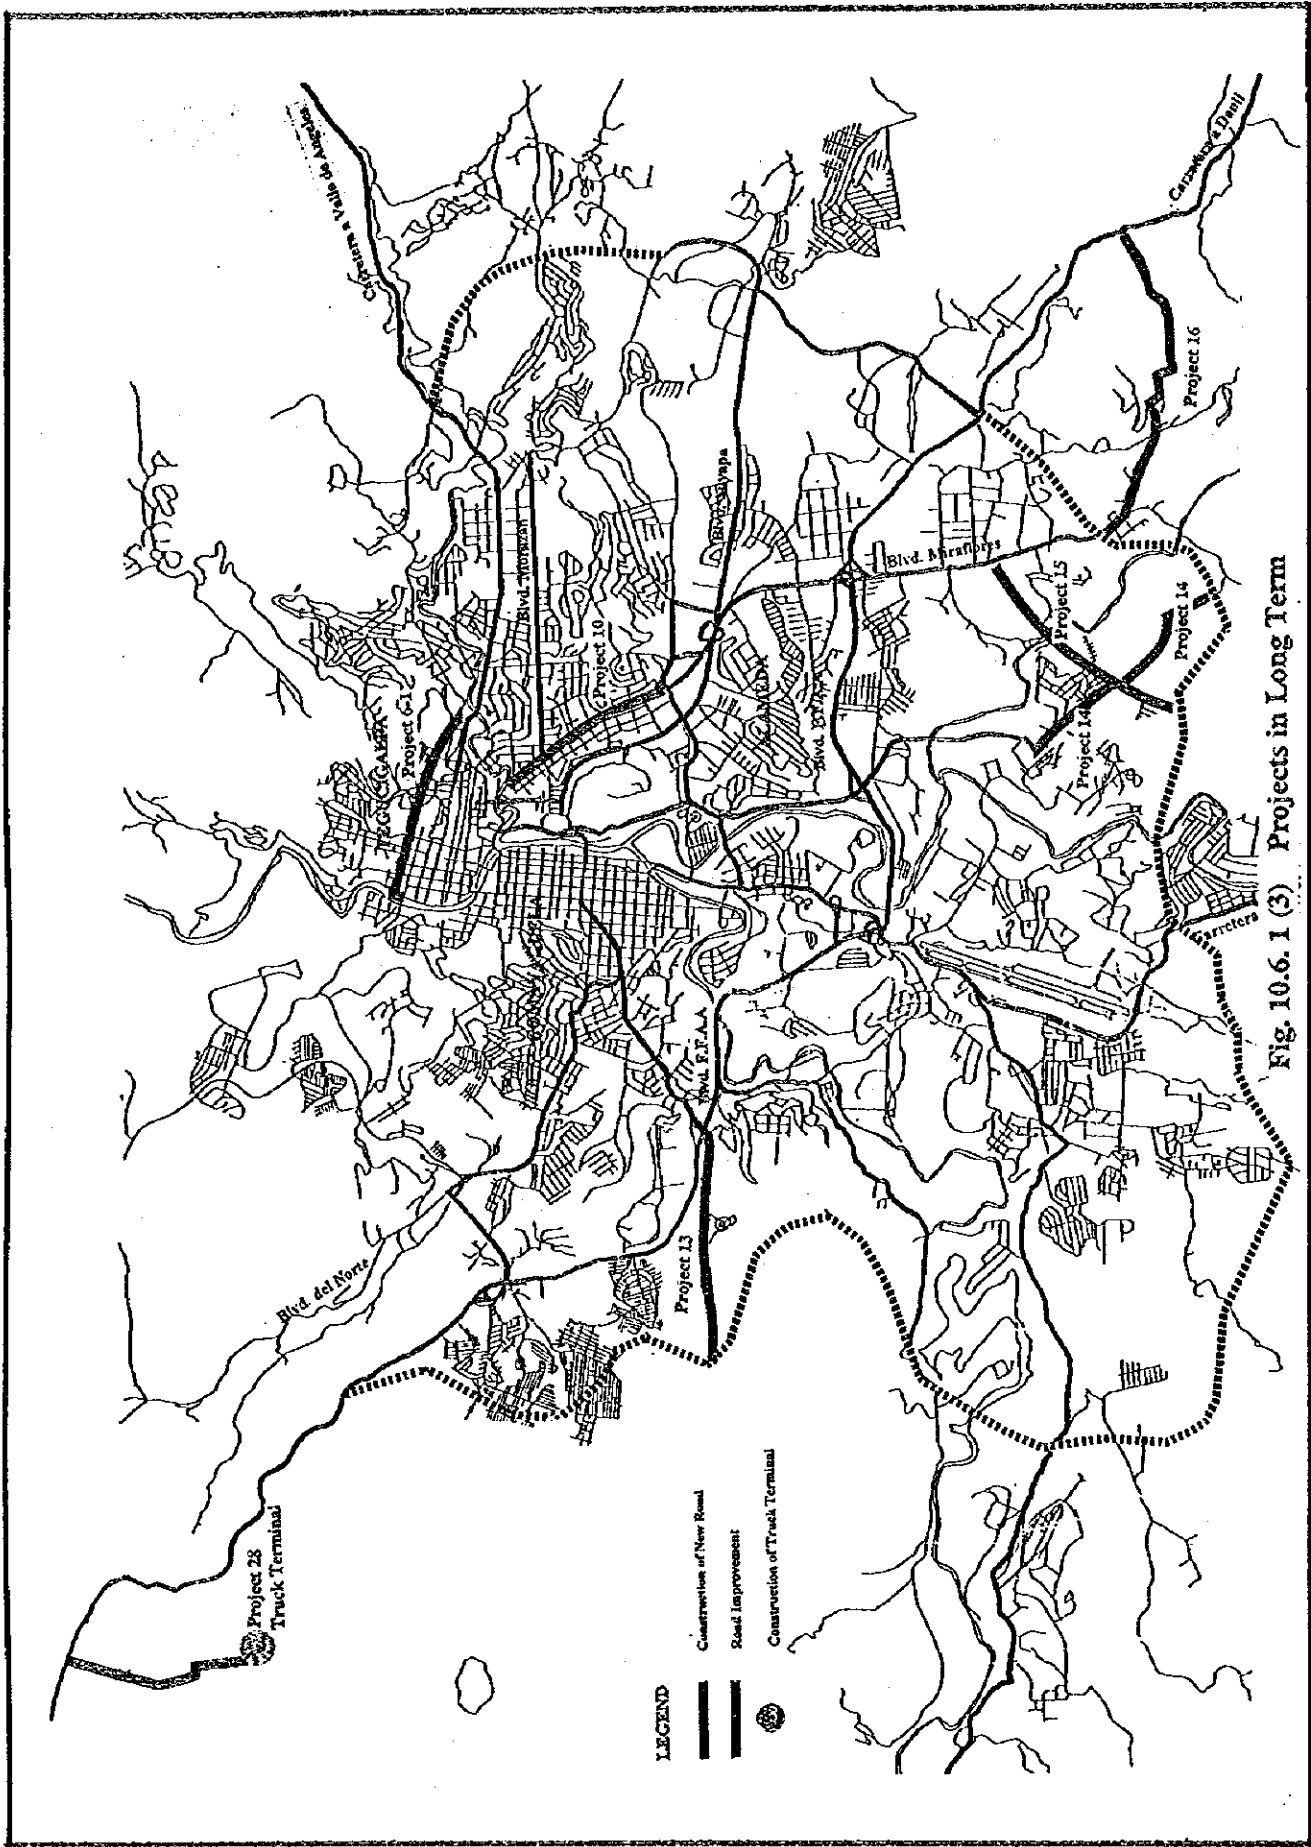 Carretera a Valle de Angeles
Blvd. del Norte
TEGUCIGALPA
Project 6-1
Blvd. Morazan
Project 10
Blvd. Suyapa
Blvd. F.F.A.A
Blvd. Miraflores
Carretera a Danli
Project 13
Project 14
Project 14
Project 15
Project 16
Carretera
Project 28
Truck Terminal
LEGEND
Construction of New Road
Road Improvement
Construction of Truck Terminal
Fig. 10.6. 1 (3) Projects in Long Term